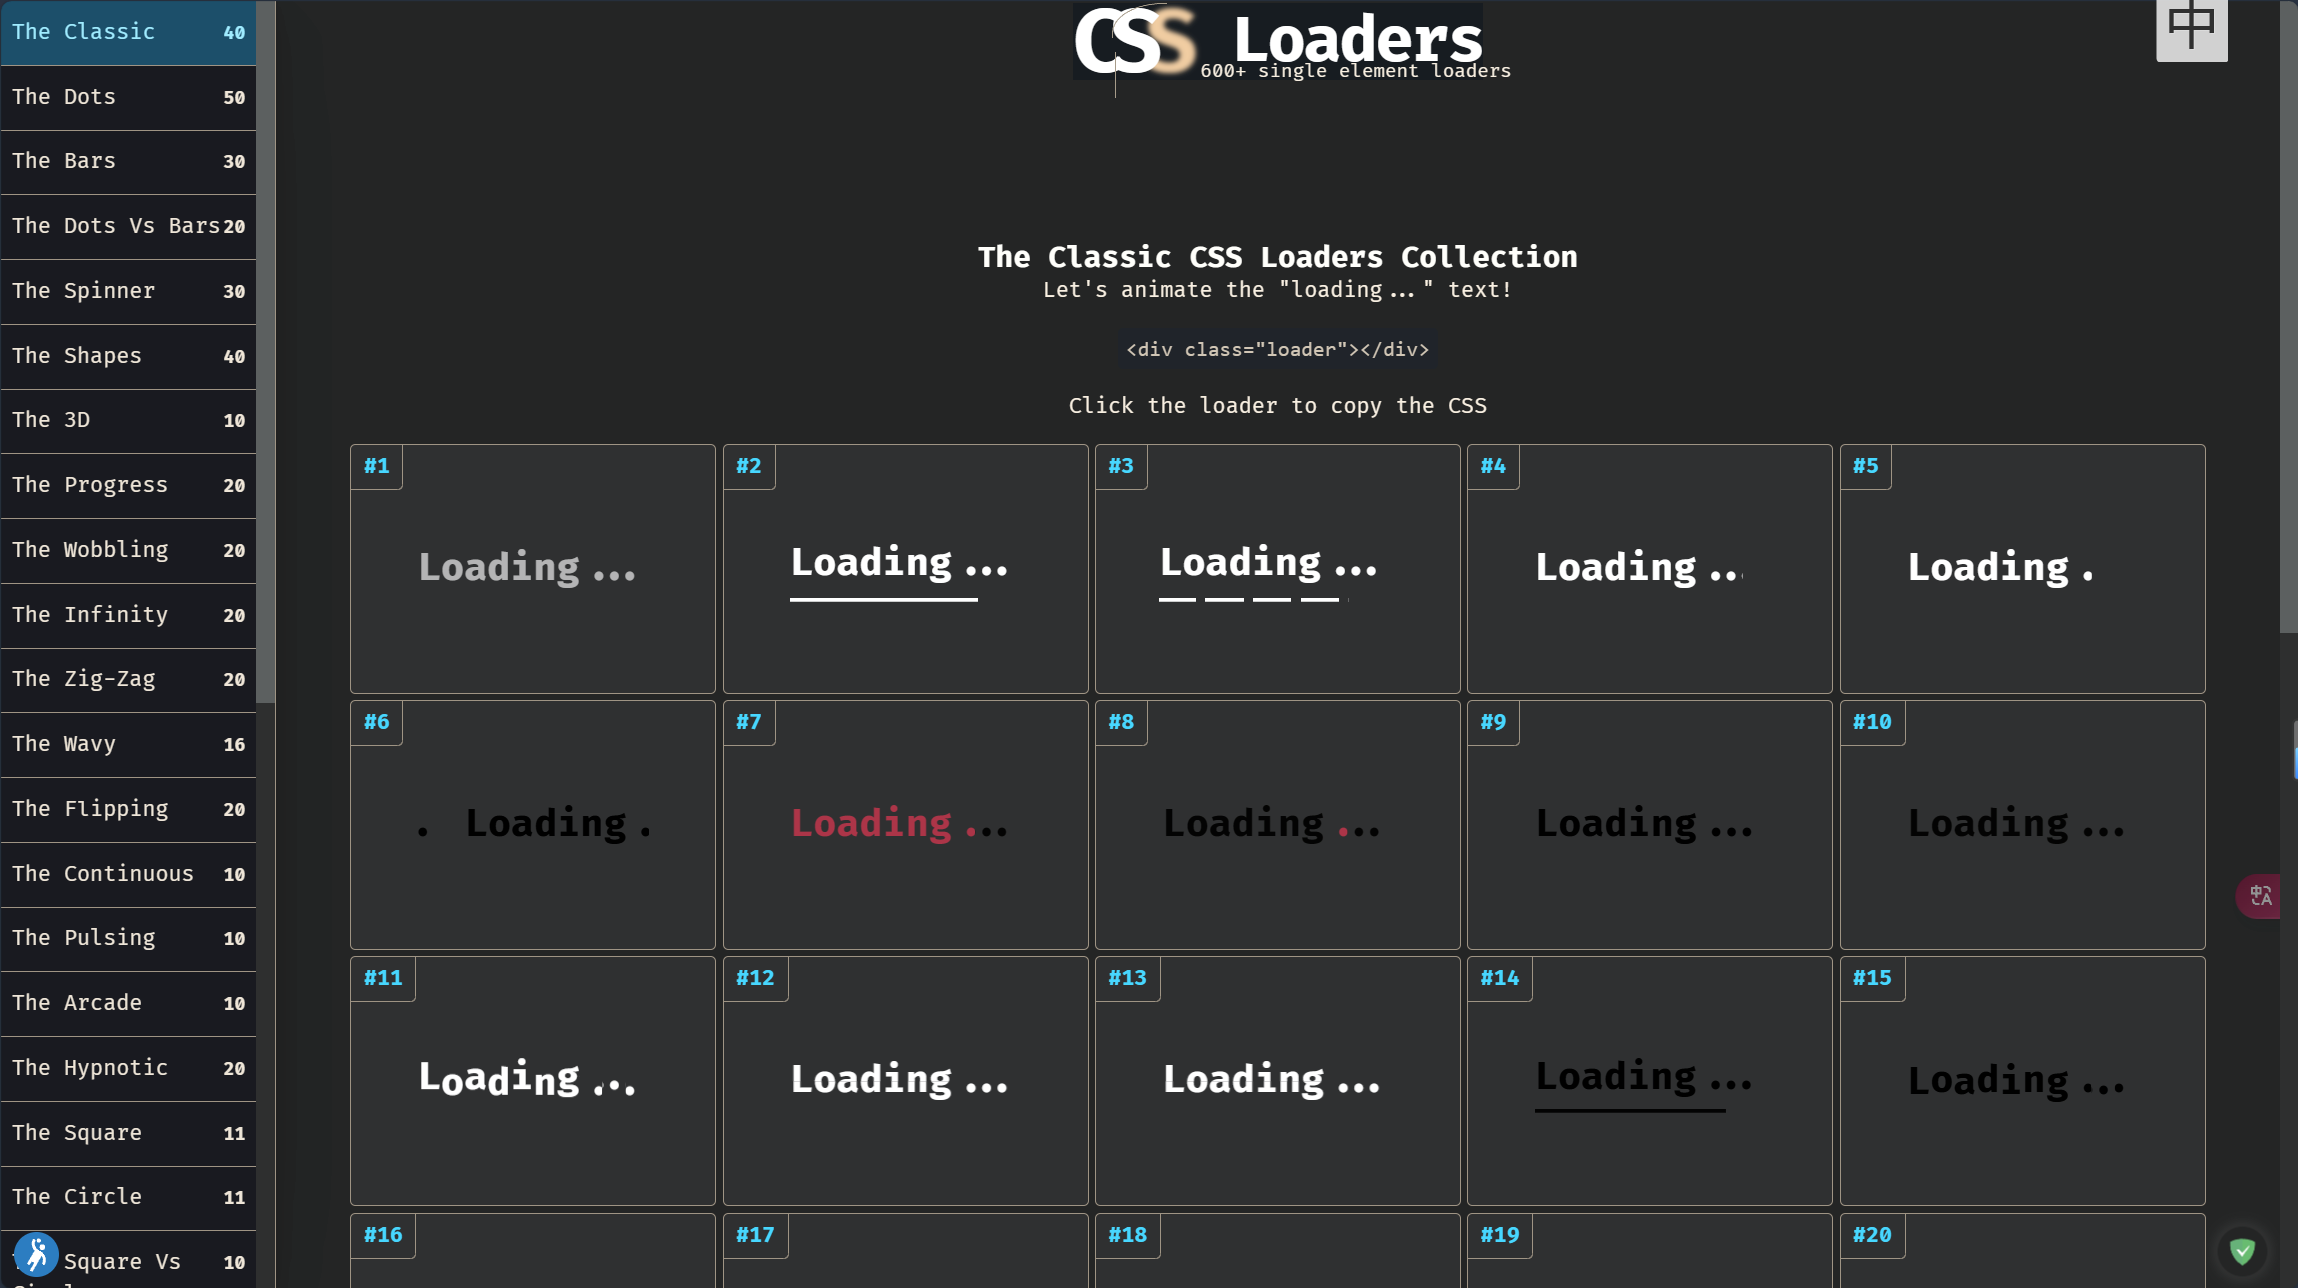 The Classic 40
The Dots 50
The Bars 30
The Dots Vs Bars 20
The Spinner 30
The Shapes 40
The 3D 10
The Progress 20
The Wobbling 20
The Infinity 20
The Zig-Zag 20
The Wavy 16
The Flipping 20
The Continuous 10
The Pulsing 10
The Arcade 10
The Hypnotic 20
The Square 11
The Circle 11
Square Vs 10
CSS Loaders
600+ single element loaders
中
The Classic CSS Loaders Collection
Let's animate the "loading..." text!
<div class="loader"></div>
Click the loader to copy the CSS
#1
Loading...
#2
Loading...
#3
Loading...
#4
Loading..
#5
Loading.
#6
. Loading.
#7
Loading...
#8
Loading...
#9
Loading...
#10
Loading...
#11
Loading...
#12
Loading...
#13
Loading...
#14
Loading...
#15
Loading...
#16
#17
#18
#19
#20
中A